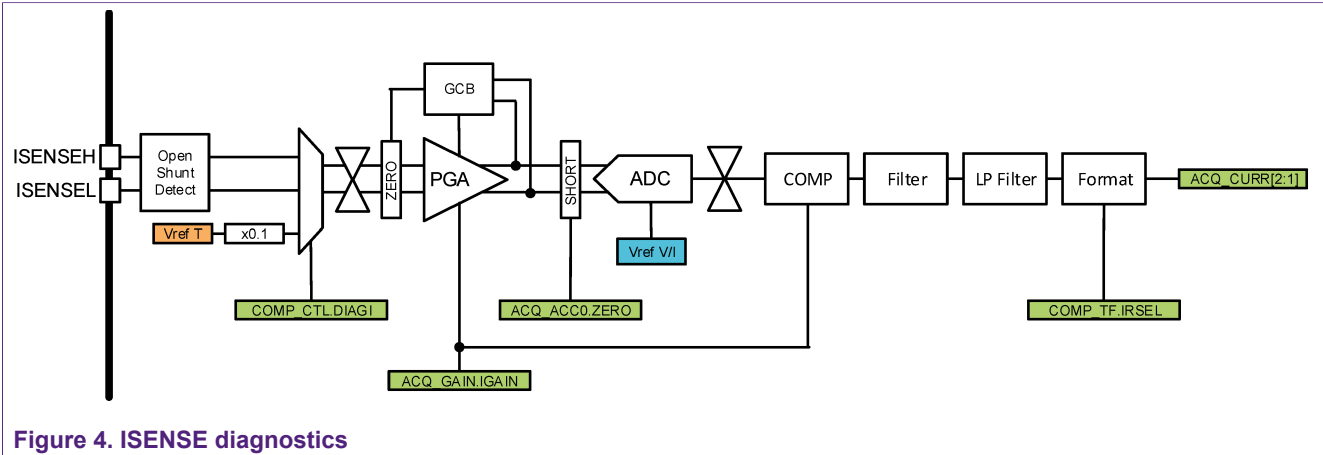 GCB
ISENSEH
ISENSEL
Open
Shunt
Detect
ZERO
PGA
SHORT
ADC
COMP
Filter
LP Filter
Format
ACQ_CURR[2:1]
Vref T
x0.1
Vref V/I
COMP_CTL.DIAGI
ACQ_ACC0.ZERO
COMP_TF.IRSEL
ACQ_GAIN.IGAIN
Figure 4. ISENSE diagnostics